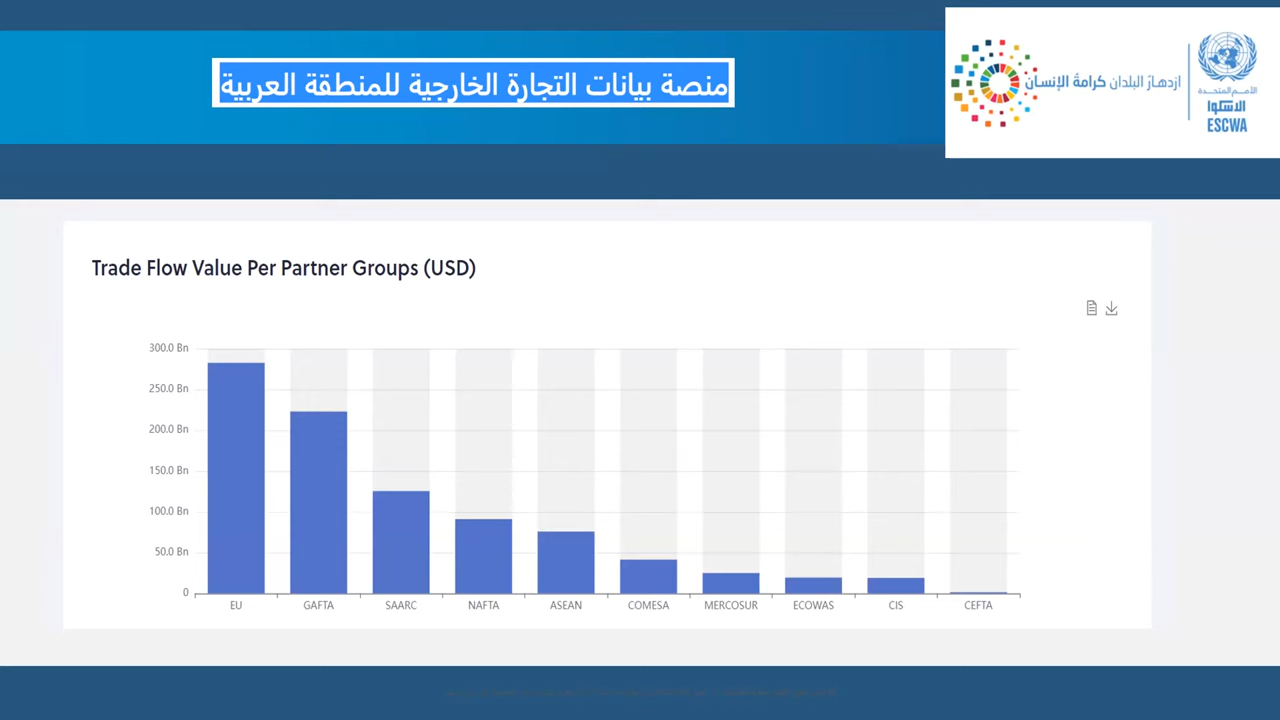 منصة بيانات التجارة الخارجية للمنطقة العربية
ازدهارُ البلدان كرامةُ الإنسان
الأمـم المتحدة
الاسكوا
ESCWA
Trade Flow Value Per Partner Groups (USD)
300.0 Bn
250.0 Bn
200.0 Bn
150.0 Bn
100.0 Bn
50.0 Bn
0
EU GAFTA SAARC NAFTA ASEAN COMESA MERCOSUR ECOWAS CIS CEFTA